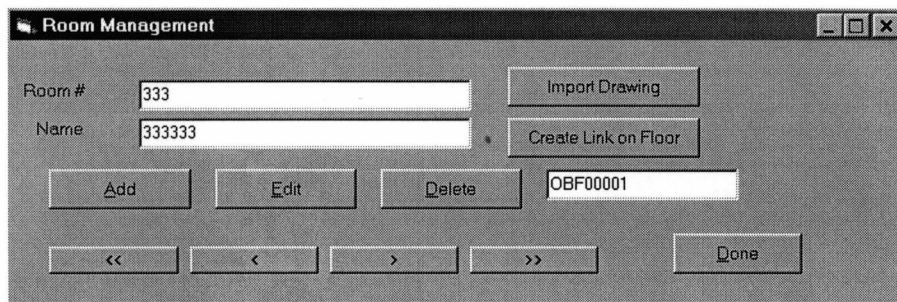 Room Management
Room # 333 Import Drawing
Name 333333 Create Link on Floor
Add Edit Delete OBF00001
<< < > >> Done